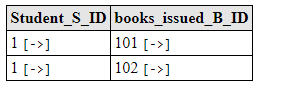 Student_S_ID books_issued_B_ID
1 [->] 101 [->]
1 [->] 102 [->]